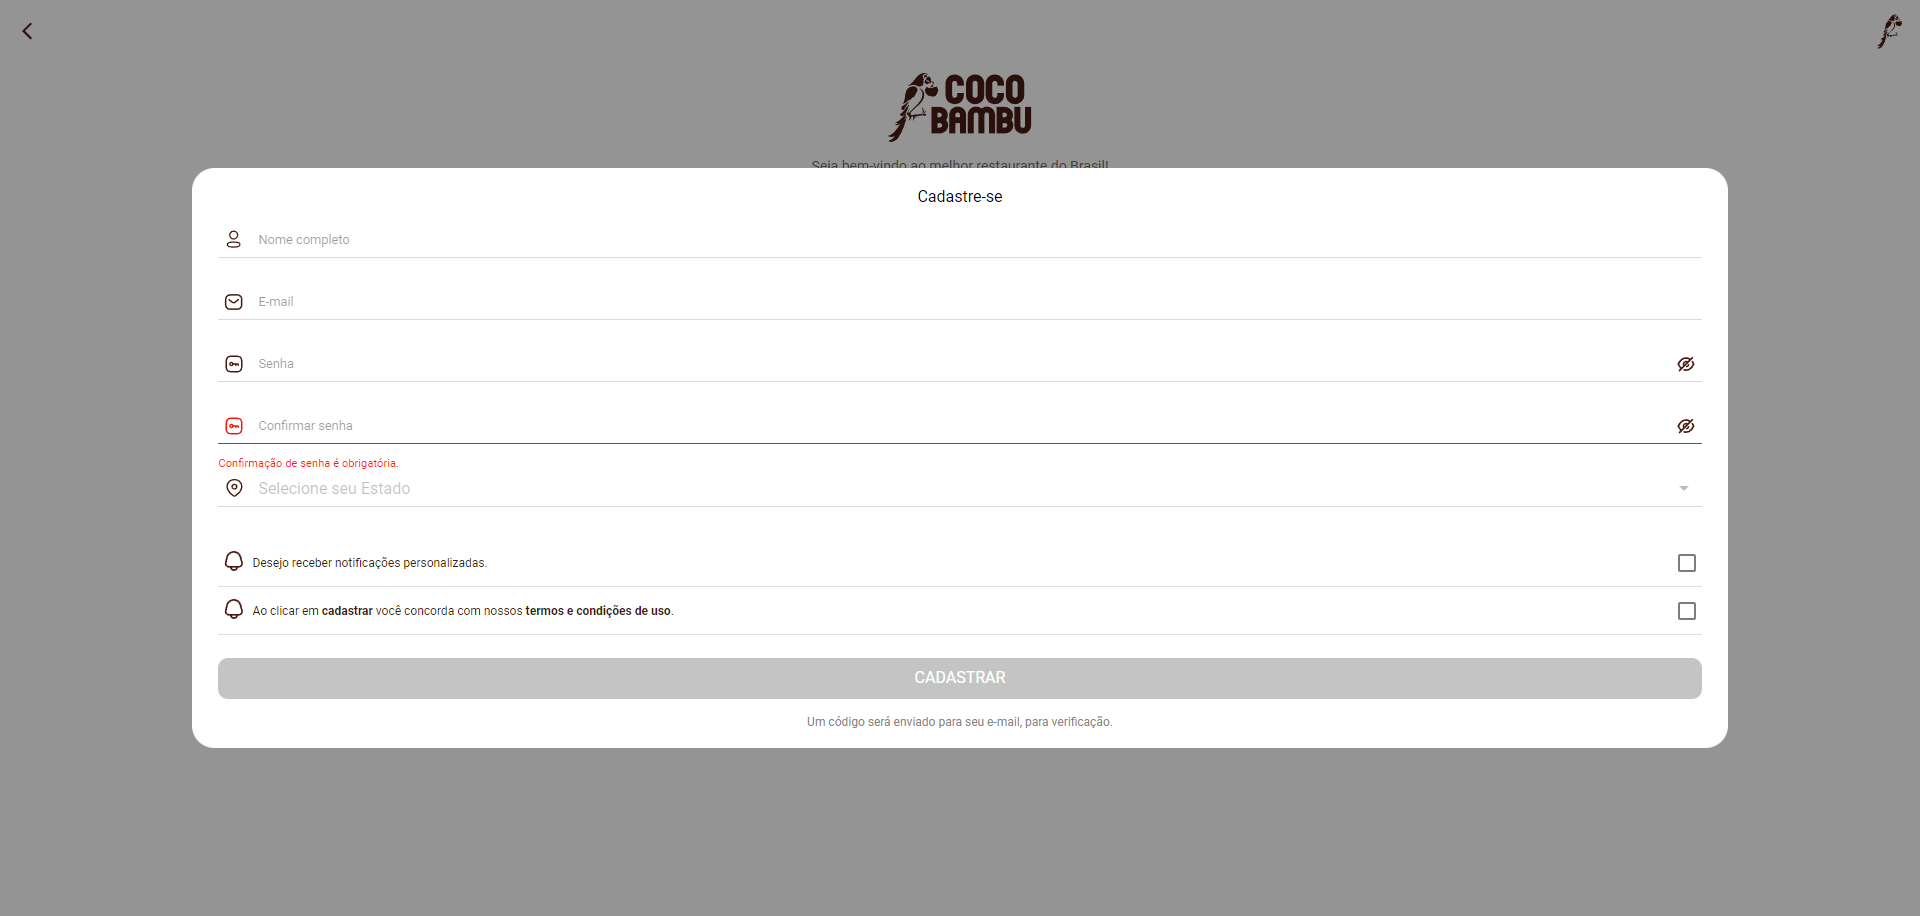 COCO
BAMBU
Seja bem-vindo ao melhor restaurante do Brasil!
Cadastre-se
Nome completo
E-mail
Senha
Confirmar senha
Confirmação de senha é obrigatória.
Selecione seu Estado
Desejo receber notificações personalizadas.
Ao clicar em cadastrar você concorda com nossos termos e condições de uso.
CADASTRAR
Um código será enviado para seu e-mail, para verificação.